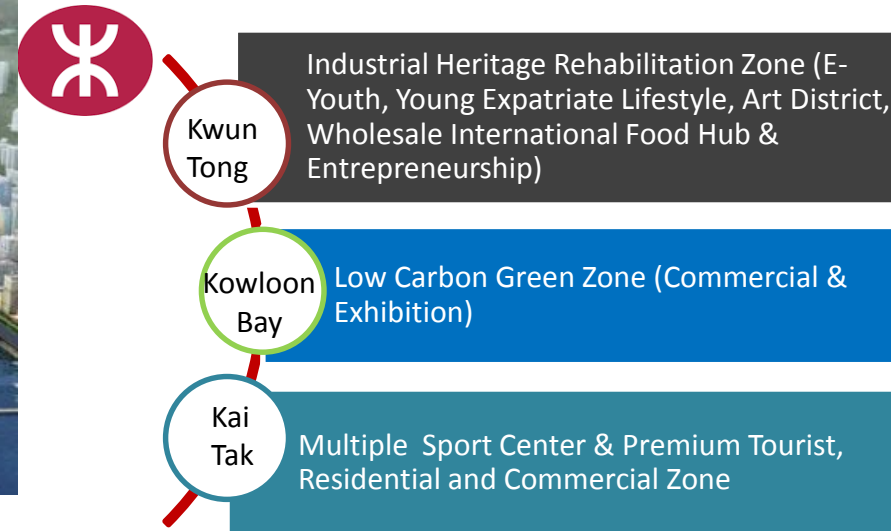 Kwun
Tong
Industrial Heritage Rehabilitation Zone (E-
Youth, Young Expatriate Lifestyle, Art District,
Wholesale International Food Hub &
Entrepreneurship)
Kowloon
Bay
Low Carbon Green Zone (Commercial &
Exhibition)
Kai
Tak
Multiple  Sport Center & Premium Tourist,
Residential and Commercial Zone